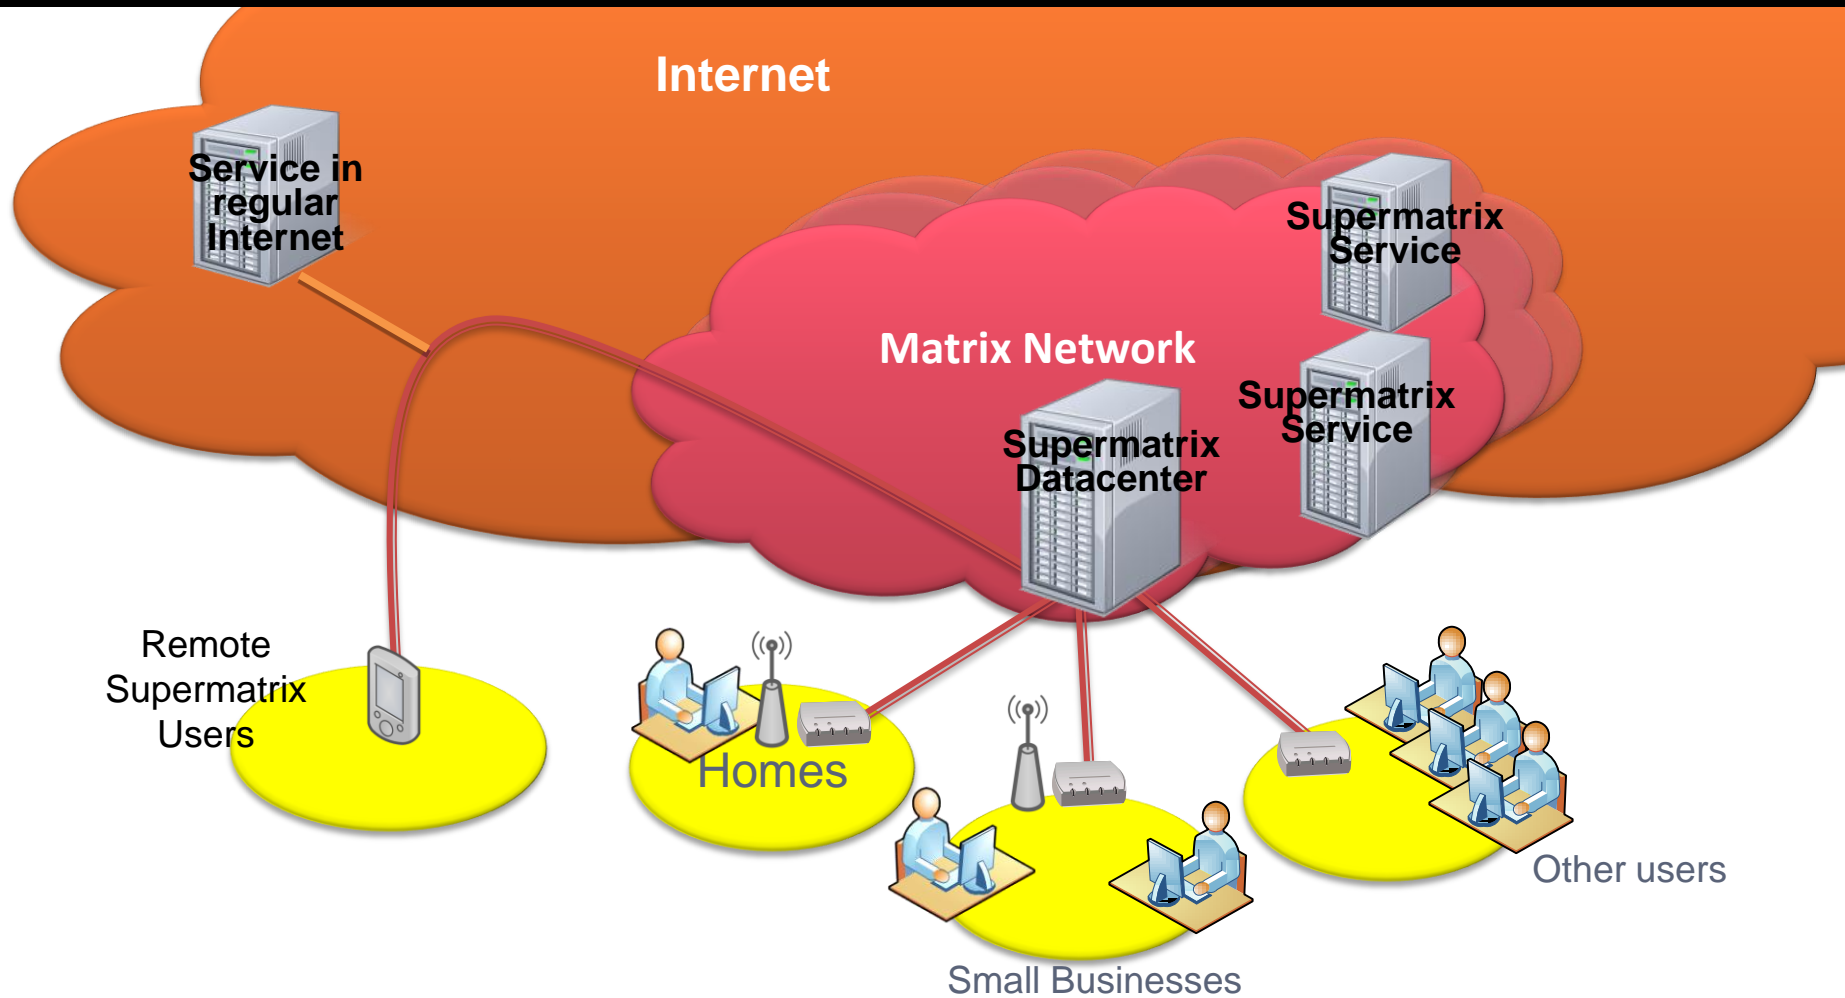 Internet
Service in
regular
Internet
Supermatrix
Service
Matrix Network
Supermatrix
Service
Supermatrix
Datacenter
Remote
Supermatrix
Users
Homes
Other users
Small Businesses